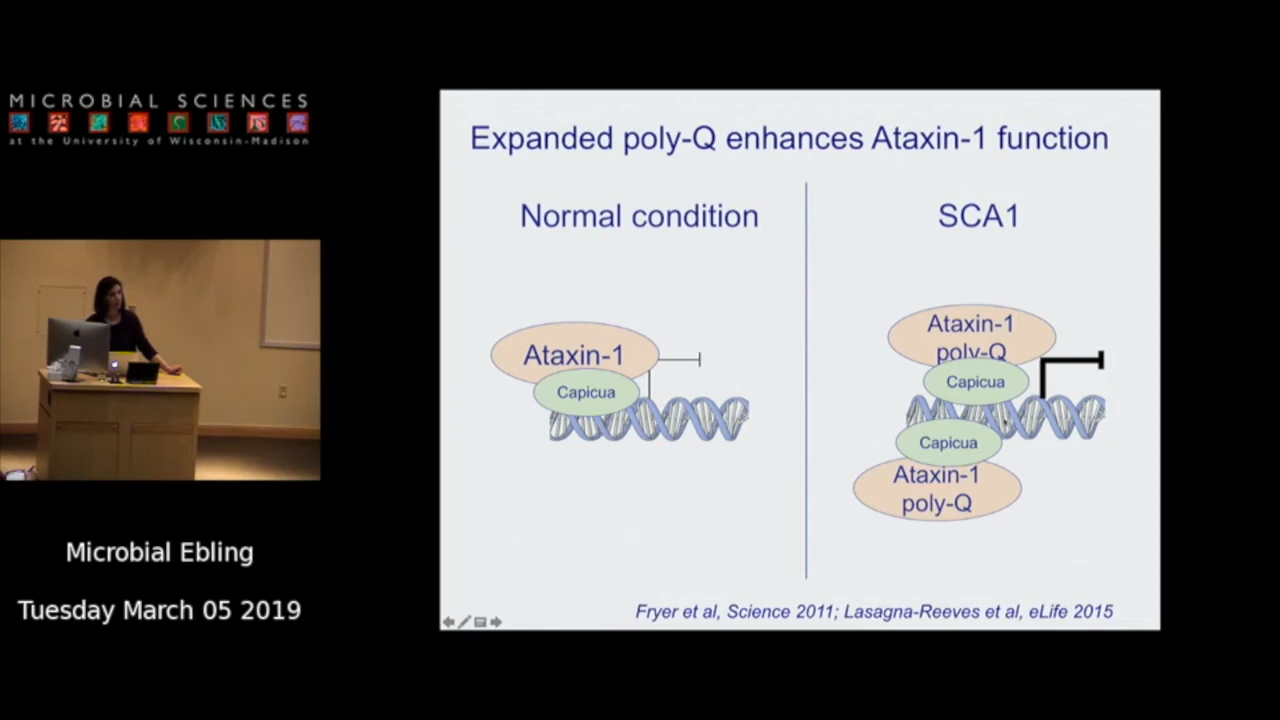 MICROBIAL SCIENCES
at the University of Wisconsin-Madison
Microbial Ebling
Tuesday March 05 2019
Expanded poly-Q enhances Ataxin-1 function
Normal condition
SCA1
Ataxin-1
Capicua
Ataxin-1
poly-Q
Capicua
Capicua
Ataxin-1
poly-Q
Fryer et al, Science 2011; Lasagna-Reeves et al, eLife 2015